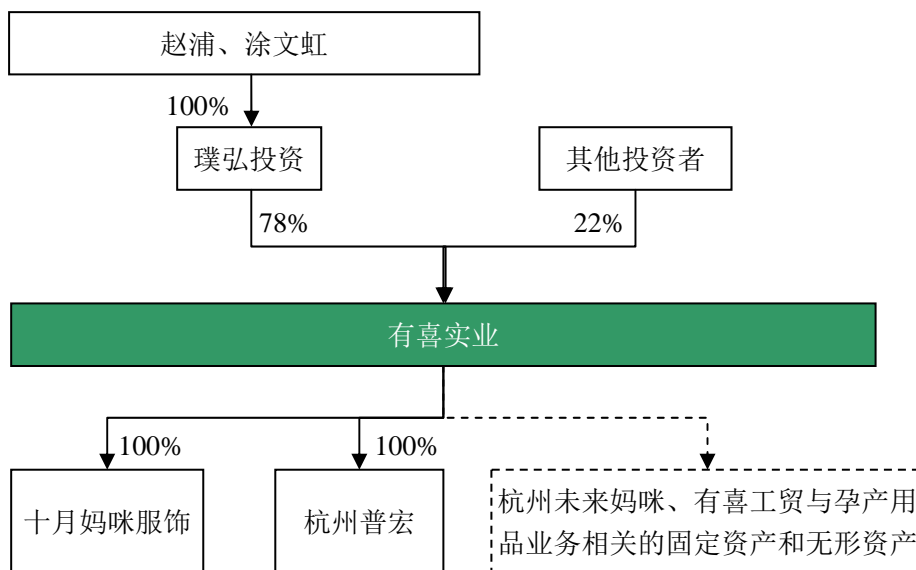 赵浦、涂文虹
100%
璞弘投资
其他投资者
78%
22%
有喜实业
100%
100%
十月妈咪服饰
杭州普宏
杭州未来妈咪、有喜工贸与孕产用
品业务相关的固定资产和无形资产